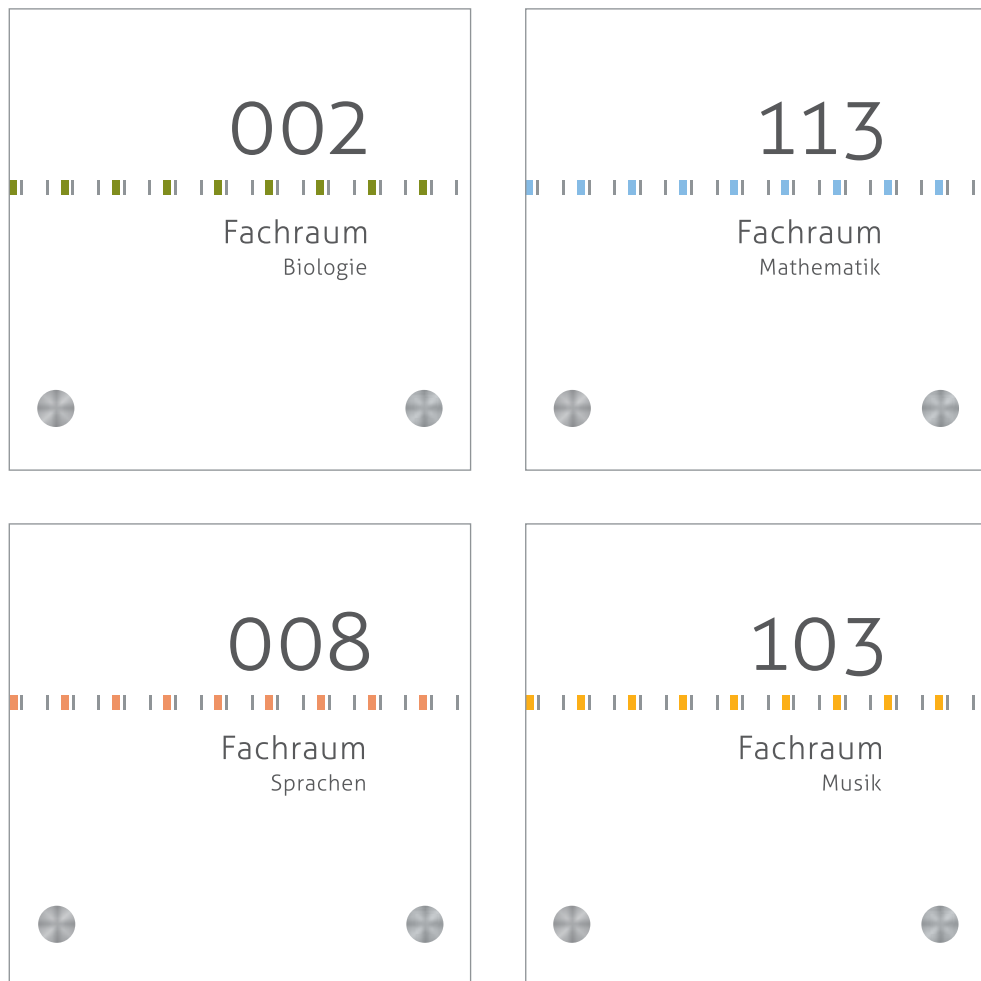 002
Fachraum
Biologie
113
Fachraum
Mathematik
008
Fachraum
Sprachen
103
Fachraum
Musik